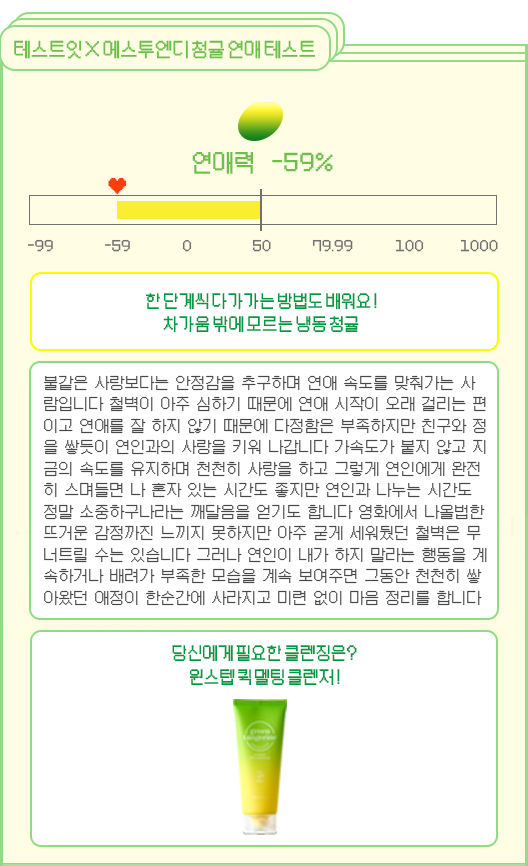 테스트잇×에스투엔디 청귤 연애 테스트
연애력 -59%
-99 -59 0 50 79.99 100 1000
한 단계씩 다가가는 방법도 배워요!
차가움 밖에 모르는 냉동 청귤
불같은 사랑보다는 안정감을 추구하며 연애 속도를 맞춰가는 사
람입니다 철벽이 아주 심하기 때문에 연애 시작이 오래 걸리는 편
이고 연애를 잘 하지 않기 때문에 다정함은 부족하지만 친구와 정
을 쌓듯이 연인과의 사랑을 키워 나갑니다 가속도가 붙지 않고 지
금의 속도를 유지하며 천천히 사랑을 하고 그렇게 연인에게 완전
히 스며들면 나 혼자 있는 시간도 좋지만 연인과 나누는 시간도
정말 소중하구나라는 깨달음을 얻기도 합니다 영화에서 나올법한
뜨거운 감정까진 느끼지 못하지만 아주 굳게 세워뒀던 철벽은 무
너트릴 수는 있습니다 그러나 연인이 내가 하지 말라는 행동을 계
속하거나 배려가 부족한 모습을 계속 보여주면 그동안 천천히 쌓
아왔던 애정이 한순간에 사라지고 미련 없이 마음 정리를 합니다
당신에게 필요한 클렌징은?
원스텝 퀵 멜팅 클렌저!
green
tangerine